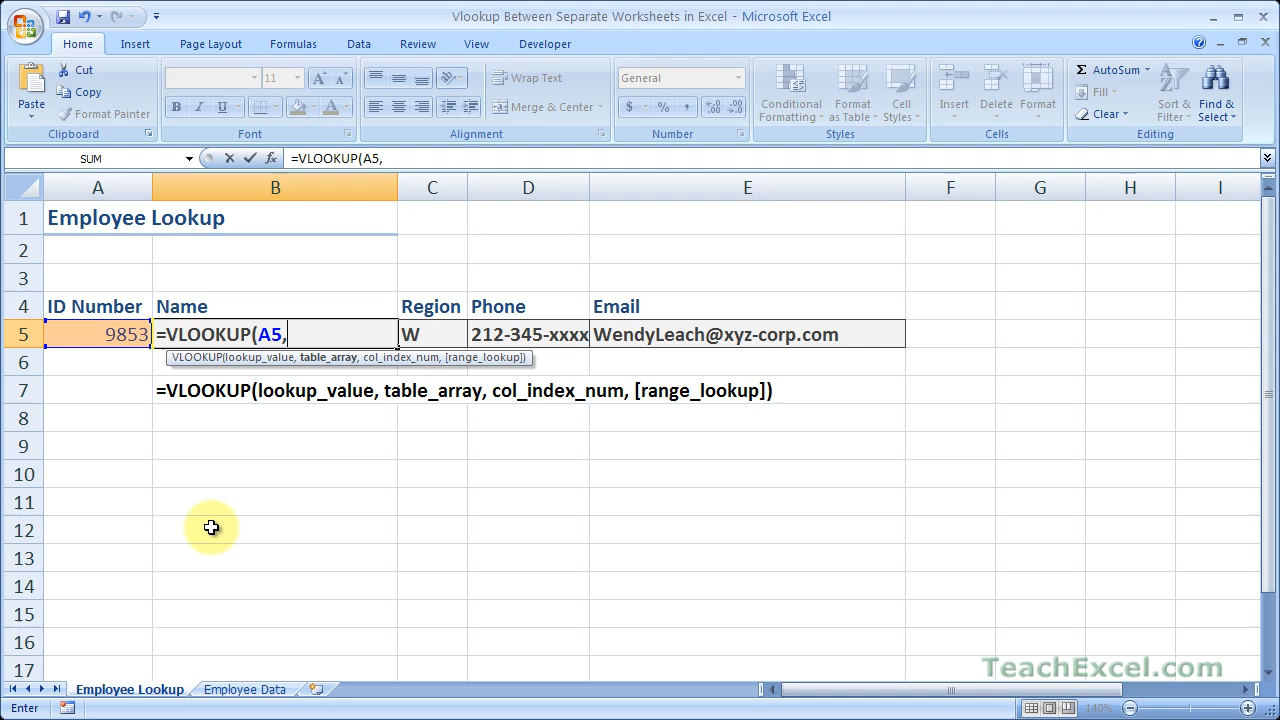 Vlookup Between Separate Worksheets in Excel - Microsoft Excel
Home Insert Page Layout Formulas Data Review View Developer
Paste Cut Copy Format Painter
Clipboard
11 B I U
Font
Wrap Text
Merge & Center
Alignment
General
$ % , .00 .0
Number
Conditional Formatting Format as Table Cell Styles
Styles
Insert Delete Format
Cells
Σ AutoSum Fill Clear Sort & Filter Find & Select
Editing
SUM fx =VLOOKUP(A5,
A B C D E F G H I
1 Employee Lookup
2
3
4 ID Number Name Region Phone Email
5 9853 =VLOOKUP(A5, W 212-345-xxxx WendyLeach@xyz-corp.com
6 VLOOKUP(lookup_value, table_array, col_index_num, [range_lookup])
7 =VLOOKUP(lookup_value, table_array, col_index_num, [range_lookup])
8
9
10
11
12
13
14
15
16
17
TeachExcel.com
Employee Lookup Employee Data
Enter 140%